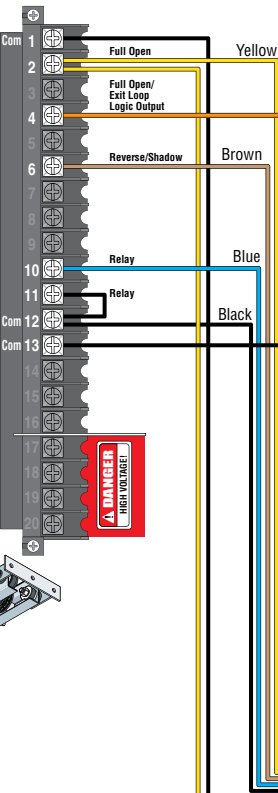 Com 1
Full Open
Yellow
2
3
Full Open/
Exit Loop
Logic Output
4
5
Reverse/Shadow
Brown
6
7
8
9
Blue
10
Relay
11
Relay
Black
Com 12
Com 13
14
15
16
17
18
19
20
DANGER
HIGH VOLTAGE!